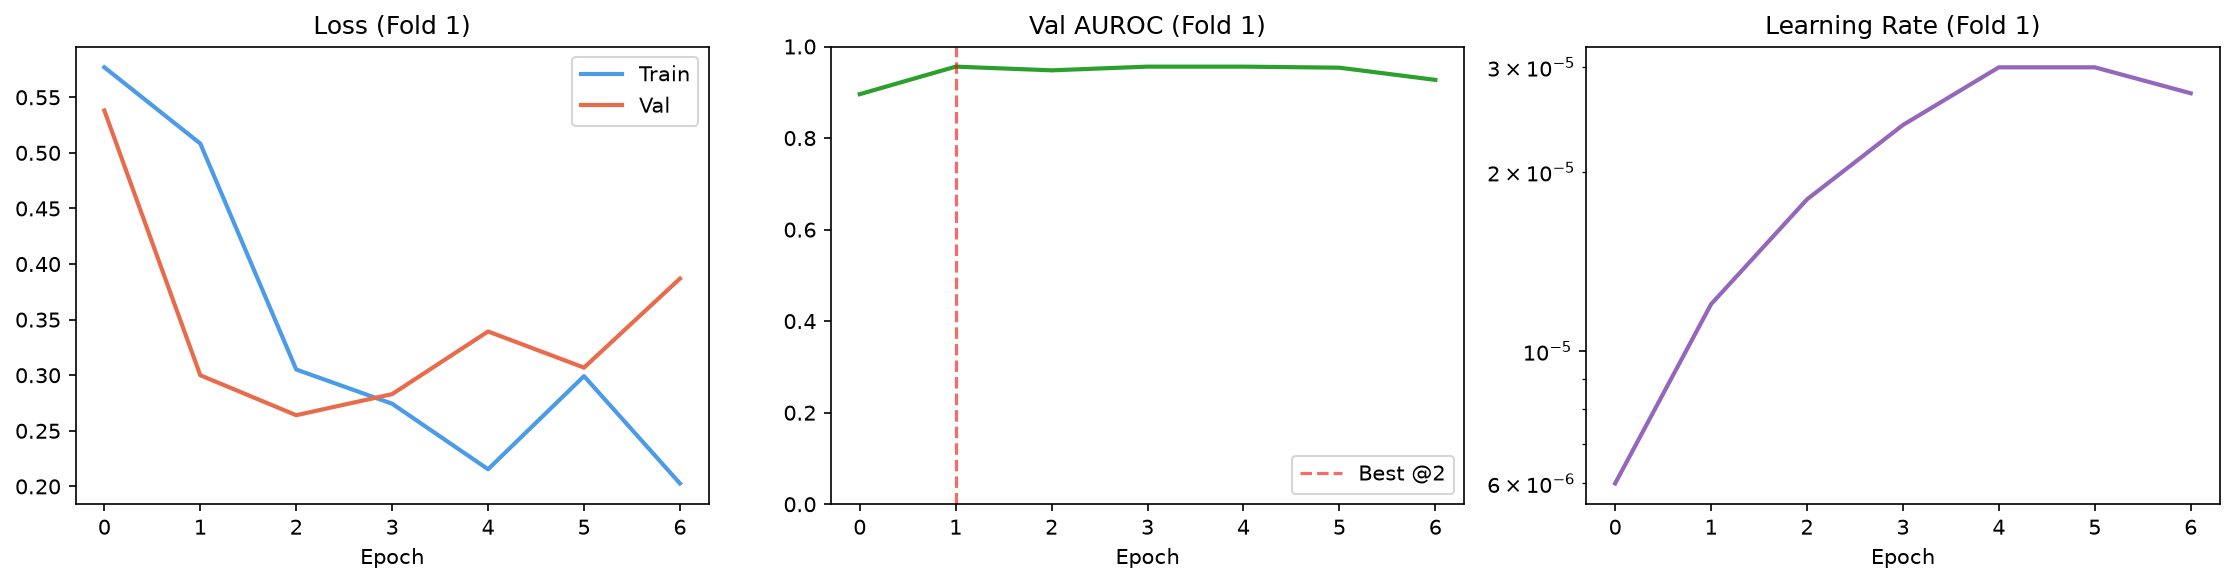 Loss (Fold 1)
Train
Val
0.55
0.50
0.45
0.40
0.35
0.30
0.25
0.20
0 1 2 3 4 5 6
Epoch
Val AUROC (Fold 1)
1.0
0.8
0.6
0.4
0.2
0.0
Best @2
0 1 2 3 4 5 6
Epoch
Learning Rate (Fold 1)
3 × 10⁻⁵
2 × 10⁻⁵
10⁻⁵
6 × 10⁻⁶
0 1 2 3 4 5 6
Epoch